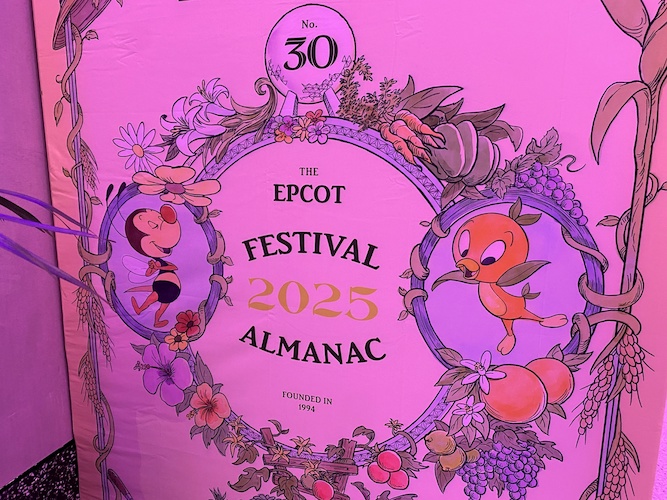 No.
30
THE
EPCOT
FESTIVAL
2025
ALMANAC
FOUNDED IN
1994